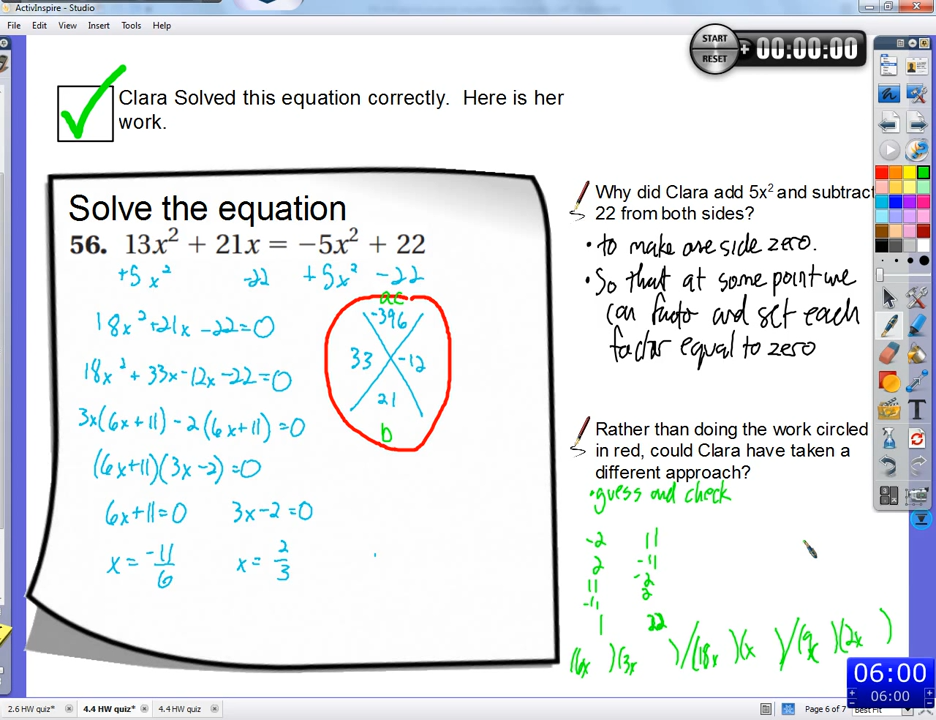 ActivInspire - Studio
File Edit View Insert Tools Help
START
RESET
00:00:00
Clara Solved this equation correctly. Here is her
work.
Solve the equation
56. 13x² + 21x = −5x² + 22
+5x² -22 +5x² -22
18x² +21x -22=0
18x² + 33x -12x -22=0
3x(6x+11) -2(6x+11)=0
(6x+11)(3x-2)=0
6x+11=0 3x-2=0
x= -11/6 x= 2/3
ac
-396
33 -12
21
b
Why did Clara add 5x² and subtract
22 from both sides?
• to make one side zero.
• So that at some point we
can factor and set each
factor equal to zero
Rather than doing the work circled
in red, could Clara have taken a
different approach?
• guess and check
-2 11
2 -11
11 -2
-11 2
1 22
(6x )(3x )/(18x )(x )/(9x )(2x )
06:00
06:00
2.6 HW quiz* 4.4 HW quiz* 4.4 HW quiz
Page 6 of 7
Best Fit